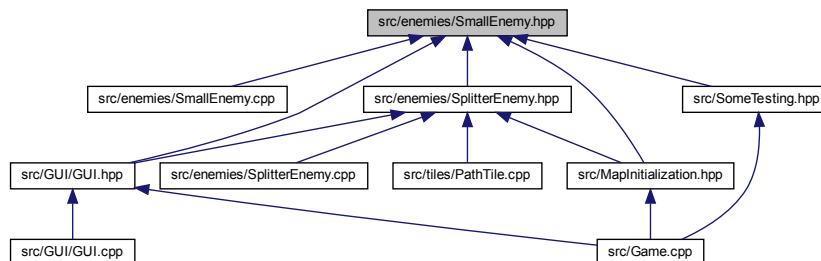 src/enemies/SmallEnemy.hpp
src/enemies/SmallEnemy.cpp
src/enemies/SplitterEnemy.hpp
src/SomeTesting.hpp
src/GUI/GUI.hpp
src/enemies/SplitterEnemy.cpp
src/tiles/PathTile.cpp
src/MapInitialization.hpp
src/GUI/GUI.cpp
src/Game.cpp